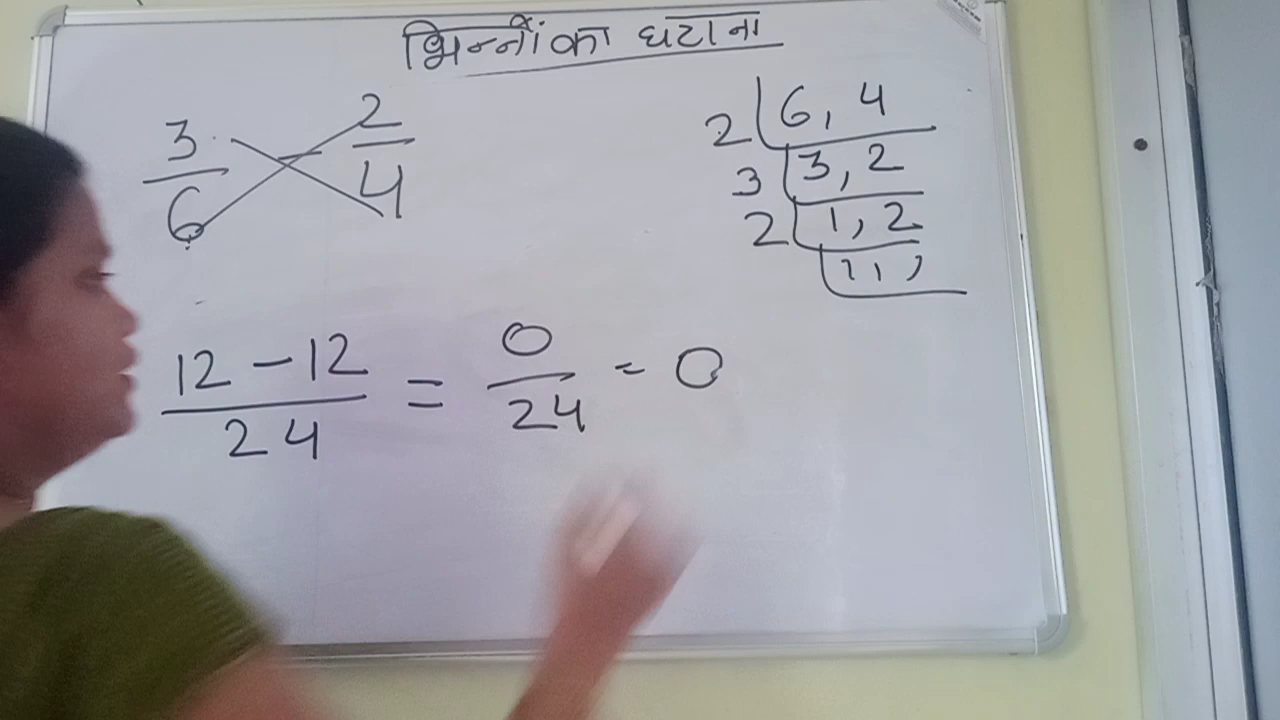 भिन्नों का घटाना
3/6 - 2/4
12 - 12/24 = 0/24 = 0
2 | 6, 4
3 | 3, 2
2 | 1, 2
1, 1